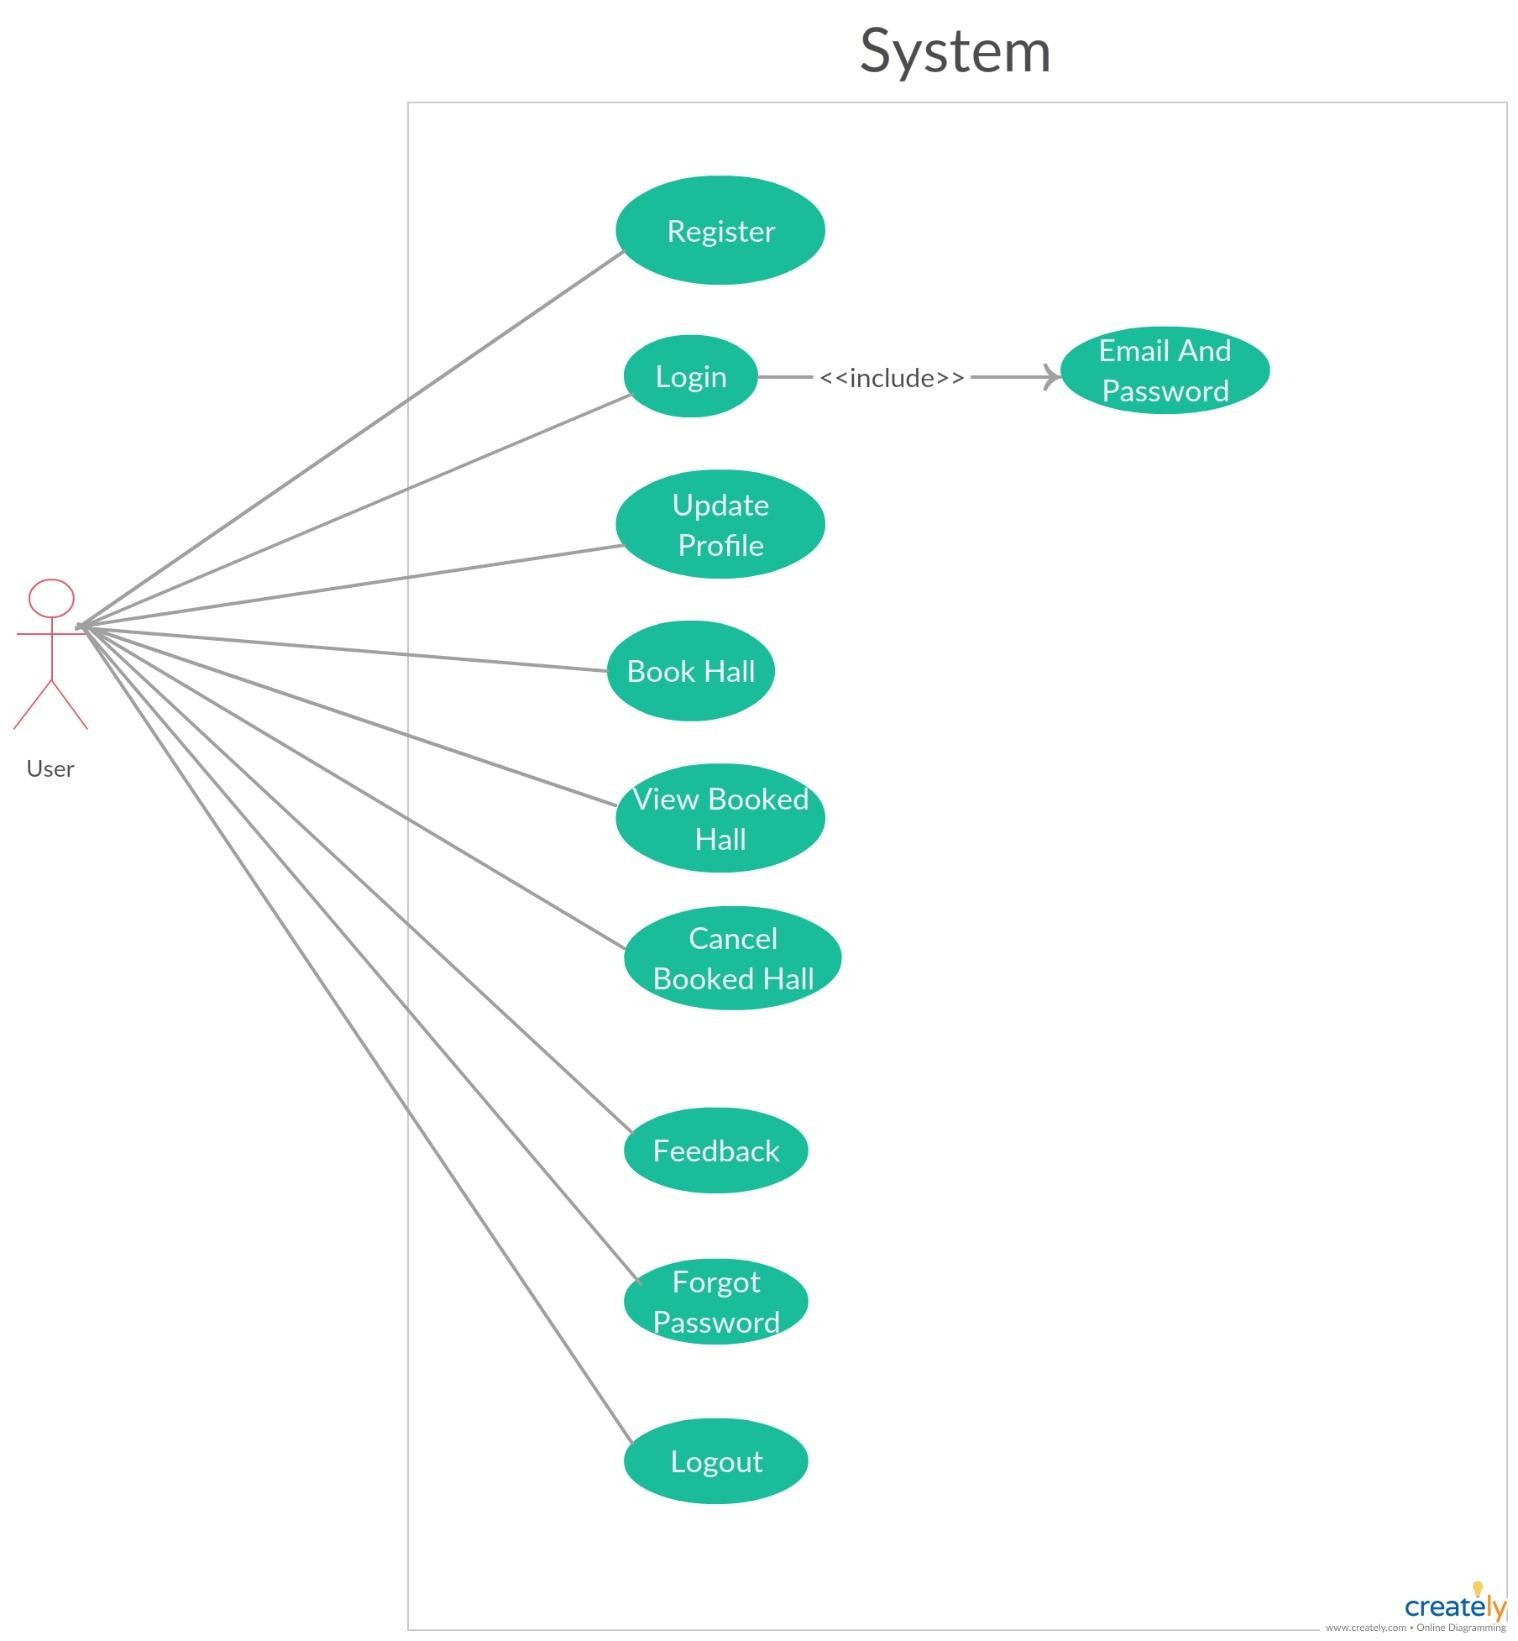 System
Register
Login
<<include>>
Email And
Password
Update
Profile
Book Hall
User
View Booked
Hall
Cancel
Booked Hall
Feedback
Forgot
Password
Logout
creately
www.creately.com • Online Diagramming